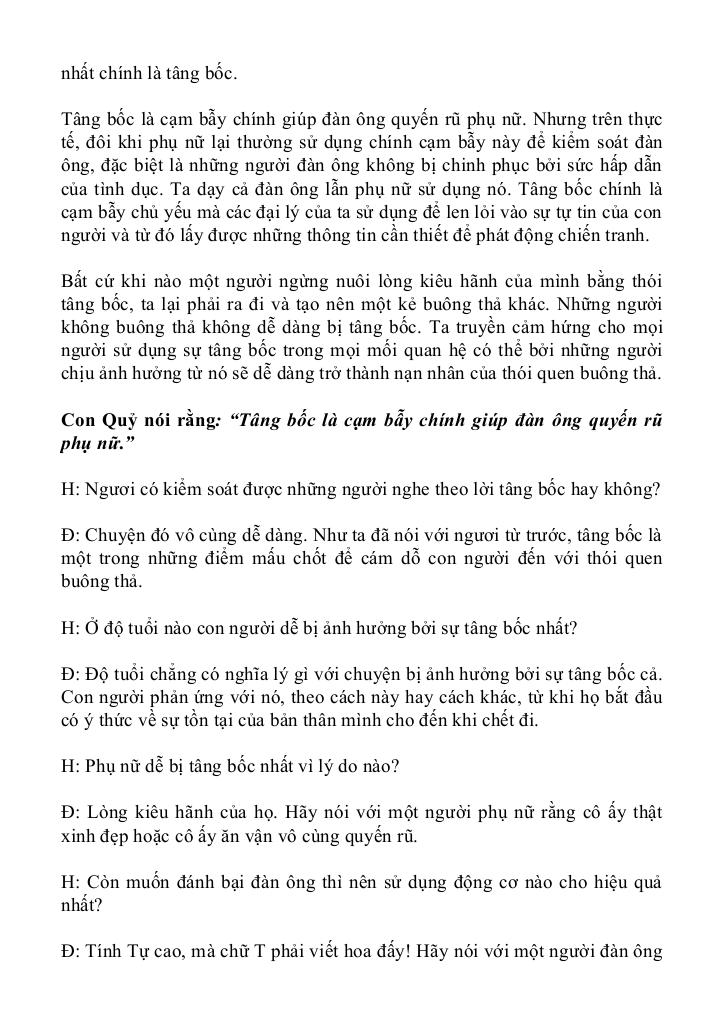 nhất chính là tâng bốc.
Tâng bốc là cạm bẫy chính giúp đàn ông quyến rũ phụ nữ. Nhưng trên thực
tế, đôi khi phụ nữ lại thường sử dụng chính cạm bẫy này để kiểm soát đàn
ông, đặc biệt là những người đàn ông không bị chinh phục bởi sức hấp dẫn
của tình dục. Ta dạy cả đàn ông lẫn phụ nữ sử dụng nó. Tâng bốc chính là
cạm bẫy chủ yếu mà các đại lý của ta sử dụng để len lỏi vào sự tự tin của con
người và từ đó lấy được những thông tin cần thiết để phát động chiến tranh.
Bất cứ khi nào một người ngừng nuôi lòng kiêu hãnh của mình bằng thói
tâng bốc, ta lại phải ra đi và tạo nên một kẻ buông thả khác. Những người
không buông thả không dễ dàng bị tâng bốc. Ta truyền cảm hứng cho mọi
người sử dụng sự tâng bốc trong mọi mối quan hệ có thể bởi những người
chịu ảnh hưởng từ nó sẽ dễ dàng trở thành nạn nhân của thói quen buông thả.
Con Quỷ nói rằng: “Tâng bốc là cạm bẫy chính giúp đàn ông quyến rũ
phụ nữ.”
H: Ngươi có kiểm soát được những người nghe theo lời tâng bốc hay không?
Đ: Chuyện đó vô cùng dễ dàng. Như ta đã nói với ngươi từ trước, tâng bốc là
một trong những điểm mấu chốt để cám dỗ con người đến với thói quen
buông thả.
H: Ở độ tuổi nào con người dễ bị ảnh hưởng bởi sự tâng bốc nhất?
Đ: Độ tuổi chẳng có nghĩa lý gì với chuyện bị ảnh hưởng bởi sự tâng bốc cả.
Con người phản ứng với nó, theo cách này hay cách khác, từ khi họ bắt đầu
có ý thức về sự tồn tại của bản thân mình cho đến khi chết đi.
H: Phụ nữ dễ bị tâng bốc nhất vì lý do nào?
Đ: Lòng kiêu hãnh của họ. Hãy nói với một người phụ nữ rằng cô ấy thật
xinh đẹp hoặc cô ấy ăn vận vô cùng quyến rũ.
H: Còn muốn đánh bại đàn ông thì nên sử dụng động cơ nào cho hiệu quả
nhất?
Đ: Tính Tự cao, mà chữ T phải viết hoa đấy! Hãy nói với một người đàn ông